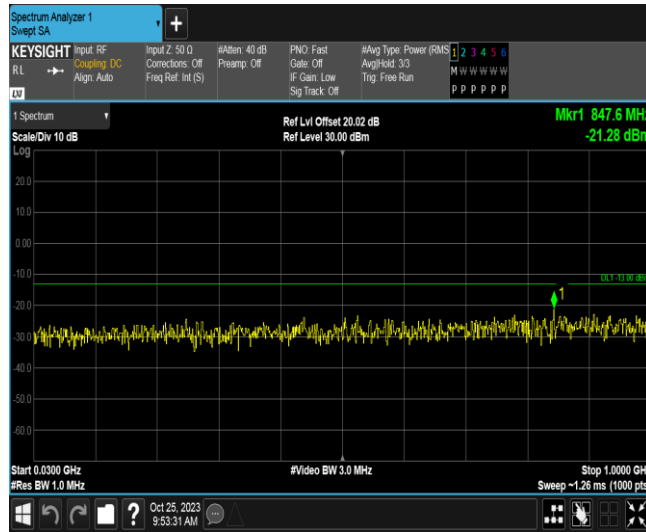 Spectrum Analyzer 1
Swept SA
+
KEYSIGHT
RL
LXI
Input: RF
Coupling: DC
Align: Auto
Input Z: 50 Ω
Corrections: Off
Freq Ref: Int (S)
#Atten: 40 dB
Preamp: Off
PNO: Fast
Gate: Off
IF Gain: Low
Sig Track: Off
#Avg Type: Power (RMS
Avg|Hold: 3/3
Trig: Free Run
1 2 3 4 5 6
M W W W W W
P P P P P P
1 Spectrum
Scale/Div 10 dB
Log
Ref Lvl Offset 20.02 dB
Ref Level 30.00 dBm
Mkr1 847.6 MHz
-21.28 dBm
20.0
10.0
0.00
-10.0
-20.0
-30.0
-40.0
-50.0
-60.0
DL1 -13.00 dBm
1
Start 0.0300 GHz
#Res BW 1.0 MHz
#Video BW 3.0 MHz
Stop 1.0000 GHz
Sweep ~1.26 ms (1000 pts)
?
Oct 25, 2023
9:53:31 AM